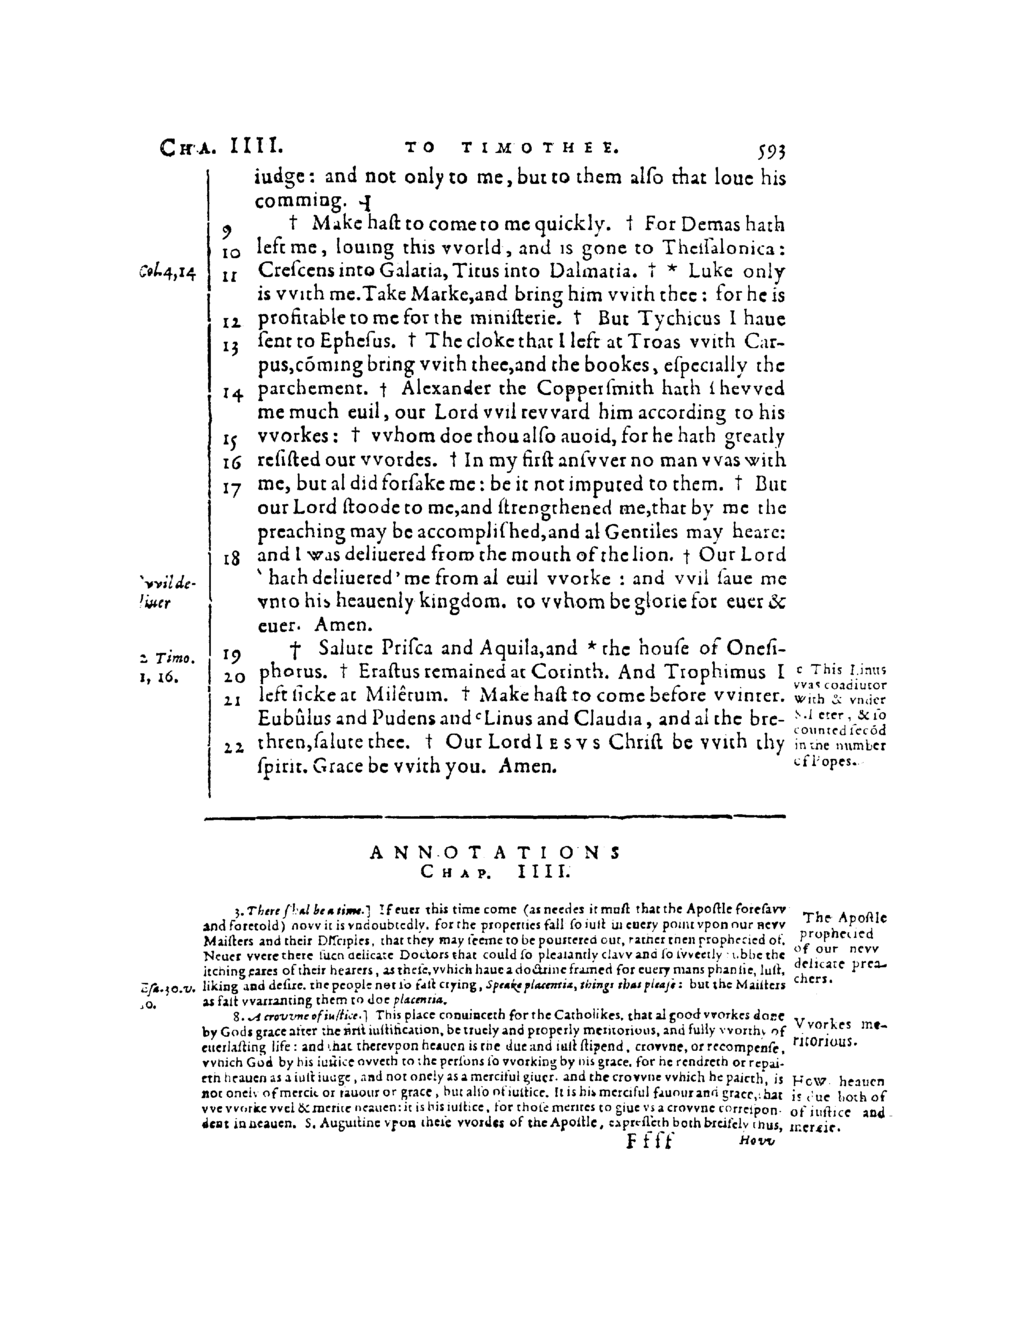 CHA. IIII. TO TIMOTHEE. 593
iudge: and not only to me, but to them alſo that loue his
comming.
9 † Make haſt to come to me quickly. † For Demas hath
10 left me, louing this vvorld, and is gone to Theſſalonica:
Col. 4,14 11 Creſcens into Galatia, Titus into Dalmatia. † * Luke only
is vvith me. Take Marke, and bring him vvith thee: for he is
12 profitable to me for the miniſterie. † But Tychicus I haue
13 ſent to Epheſus. † The cloke that I left at Troas vvith Car-
pus, cōming bring vvith thee, and the bookes, eſpecially the
14 parchement. † Alexander the Copperſmith hath ſhevved
me much euil, our Lord vvil revvard him according to his
15 vvorkes: † vvhom doe thou alſo auoid, for he hath greatly
16 reſiſted our vvordes. † In my firſt anſvver no man vvas with
17 me, but al did forſake me: be it not imputed to them. † But
our Lord ſtoode to me, and ſtrengthened me, that by me the
preaching may be accompliſhed, and al Gentiles may heare:
18 and I was deliuered from the mouth of the lion. † Our Lord
‵vvil de- ‵hath deliuered’ me from al euil vvorke: and vvil ſaue me
liuer vnto his heauenly kingdom. to vvhom be glorie for euer &
euer. Amen.
2 Timo. 19 † Salute Priſca and Aquila, and * the houſe of Oneſi-
1, 16. 20 phorus. † Eraſtus remained at Corinth. And Trophimus I
21 left ſicke at Milêtum. † Make haſt to come before vvinter.
Eubûlus and Pudens and ᶜLinus and Claudia, and al the bre-
22 thren, ſalute thee. † Our Lord IESVS Chriſt be vvith thy
ſpirit. Grace be vvith you. Amen.
c This Linus
vvas coadiutor
with & vnder
S. Peter, & ſo
counted ſecōd
in the number
of Popes.
ANNOTATIONS
CHAP. IIII.
3. There ſhal be a time.] If euer this time come (as needes it muſt that the Apoſtle foreſavv
and foretold) novv it is vndoubtedly. for the properties fall ſo iuſt in euery point vpon our nevv
Maiſters and their Diſciples, that they may ſeeme to be pourtered out, rather then prophecied of.
Neuer vvere there ſuch delicate Doctors that could ſo pleaſantly clavv and ſo ſvveetly rubbe the
itching eares of their hearers, as theſe, vvhich haue a doctrine framed for euery mans phanſie, luſt,
Eſa. 30. v. liking and deſire. the people not ſo faſt crying, Speake placentia, things that pleaſe: but the Maiſters
10. as faſt vvarranting them to doe placentia.
The Apoſtle
prophecied
of our nevv
delicate prea-
chers.
8. A crovvne of iuſtice.] This place conuinceth for the Catholikes, that al good vvorkes done
by Gods grace after the firſt iuſtification, be truely and properly meritorious, and fully vvorthy of
euerlaſting life: and that therevpon heauen is the due and iuſt ſtipend, crovvne, or recompenſe,
vvhich God by his iuſtice ovveth to the perſons ſo vvorking by his grace. for he rendreth or repai-
eth heauen as a iuſt iudge, and not onely as a merciful giuer. and the crovvne vvhich he paieth, is
not onely of mercie or fauour or grace, but alſo of iuſtice. It is his merciful fauour and grace, that
vve vvorke vvel & merite heauen: it is his iuſtice, for thoſe merites to giue vs a crovvne correſpon-
dent in heauen. S. Auguſtine vpon theſe vvordes of the Apoſtle, expreſſeth both breifely thus,
Vvorkes me-
ritorious.
How heauen
is due both of
iuſtice and
mercie.
Ffff Hovv